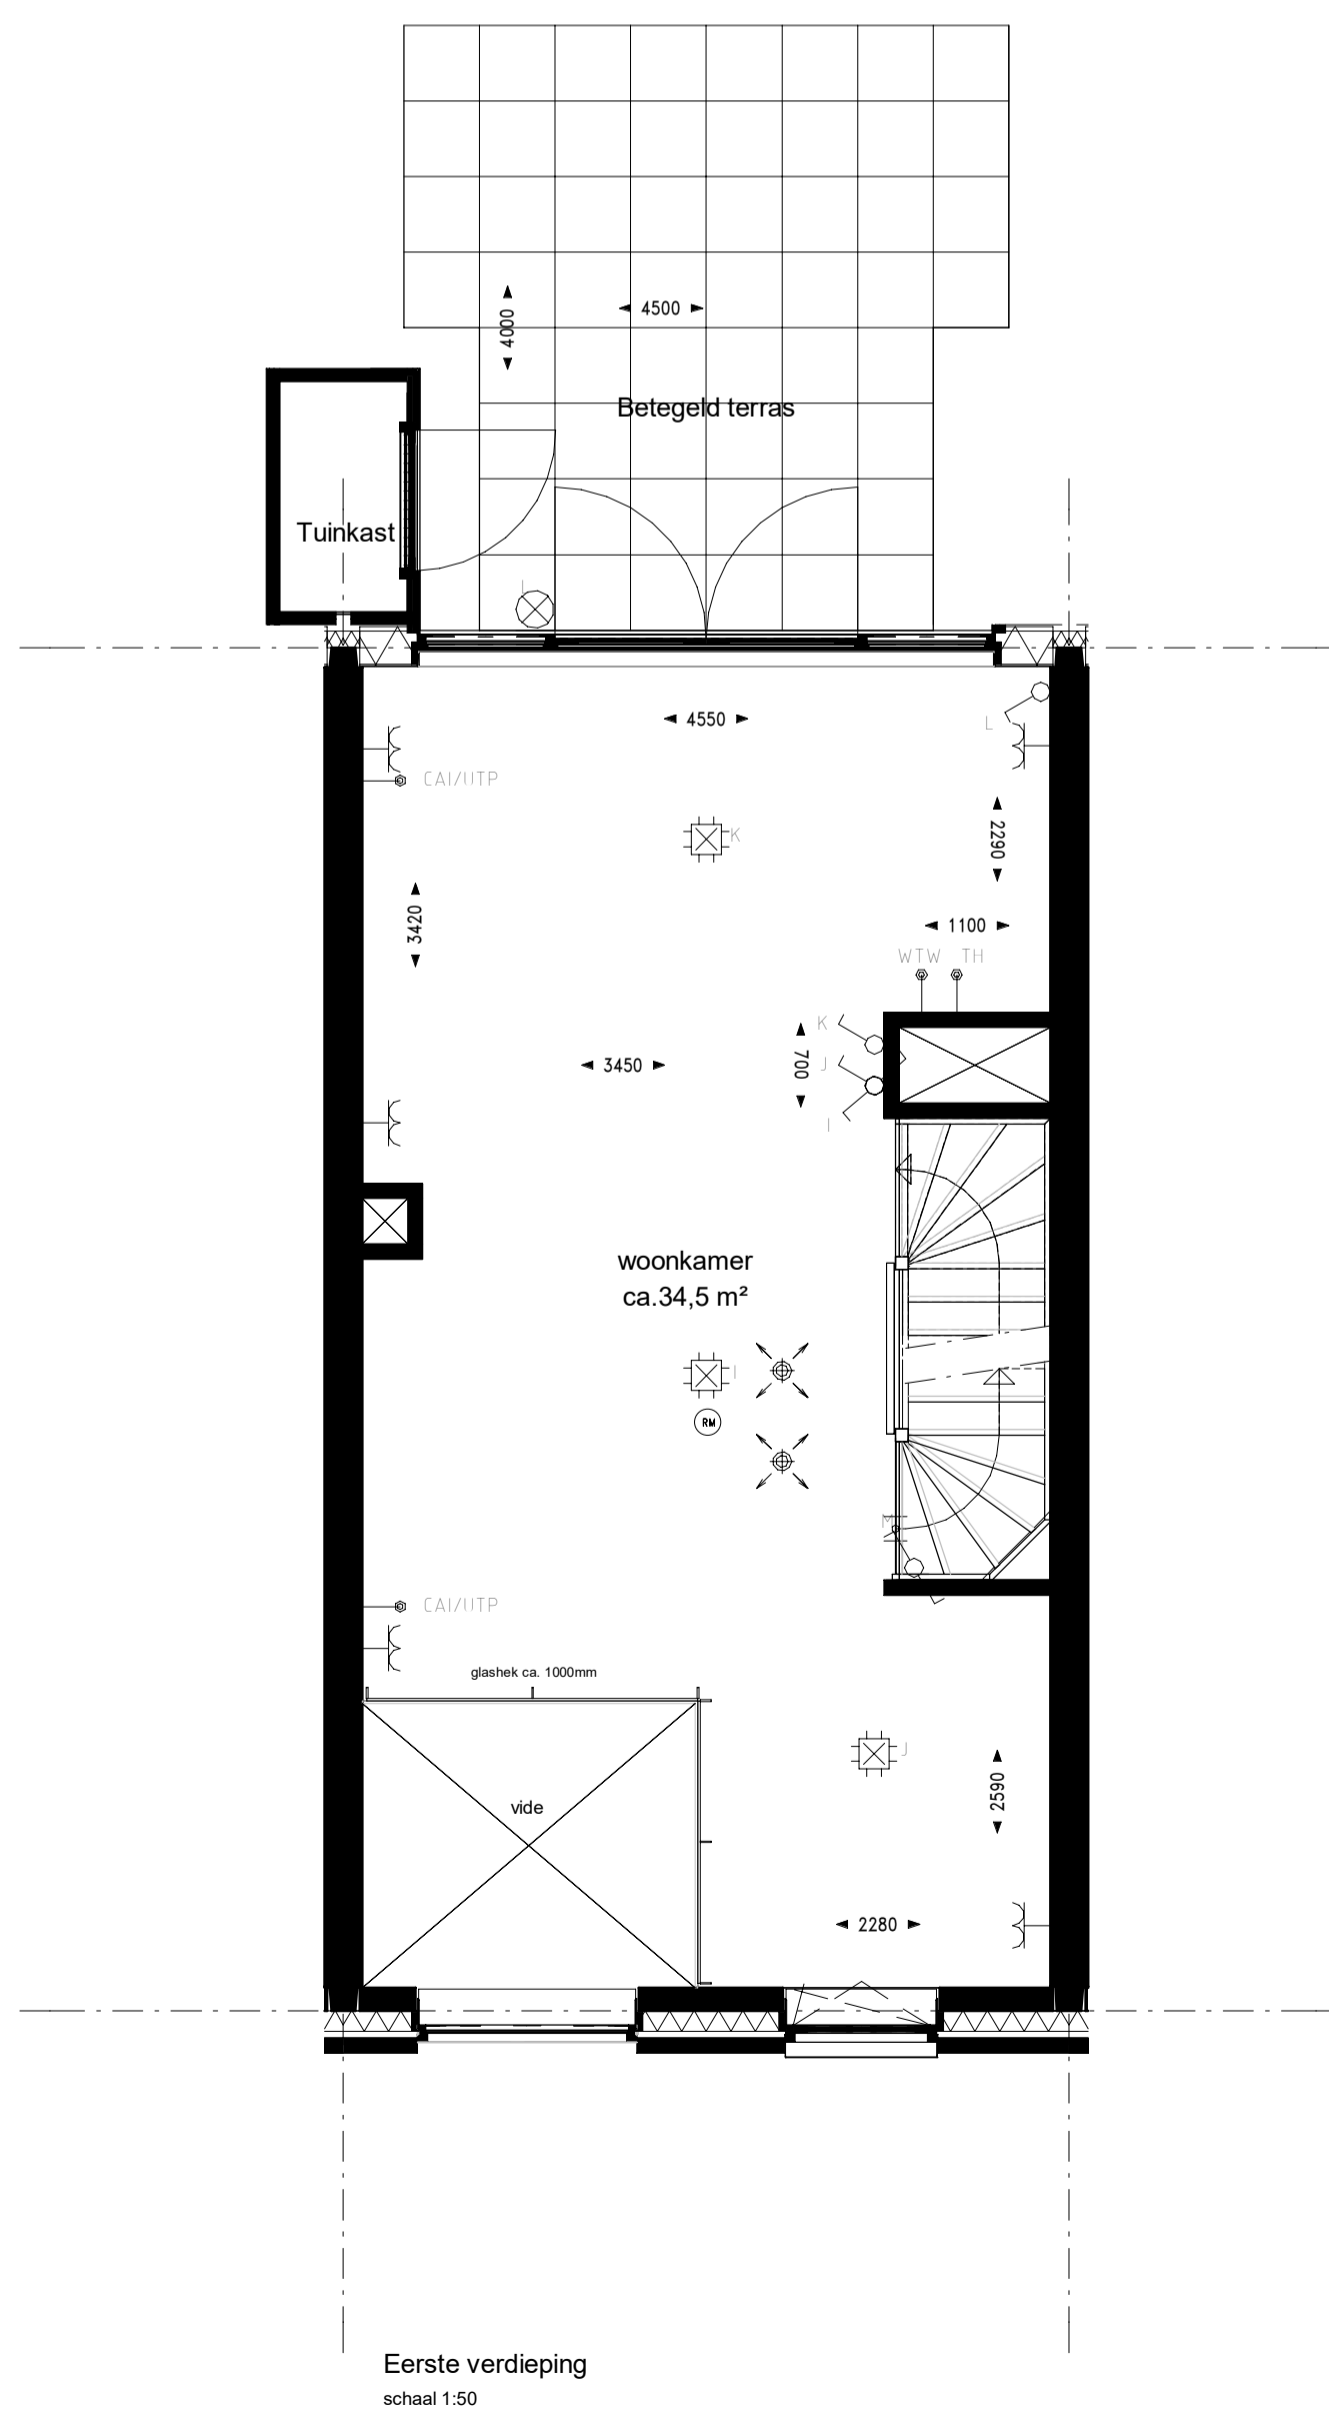 4000
4500
Betegeld terras
Tuinkast
L
4550
L
CAI/UTP
K
2290
3420
1100
WTW TH
K
3450
700
J
I
woonkamer
ca.34,5 m²
I
RM
M
CAI/UTP
glashek ca. 1000mm
J
vide
2590
2280
Eerste verdieping
schaal 1:50